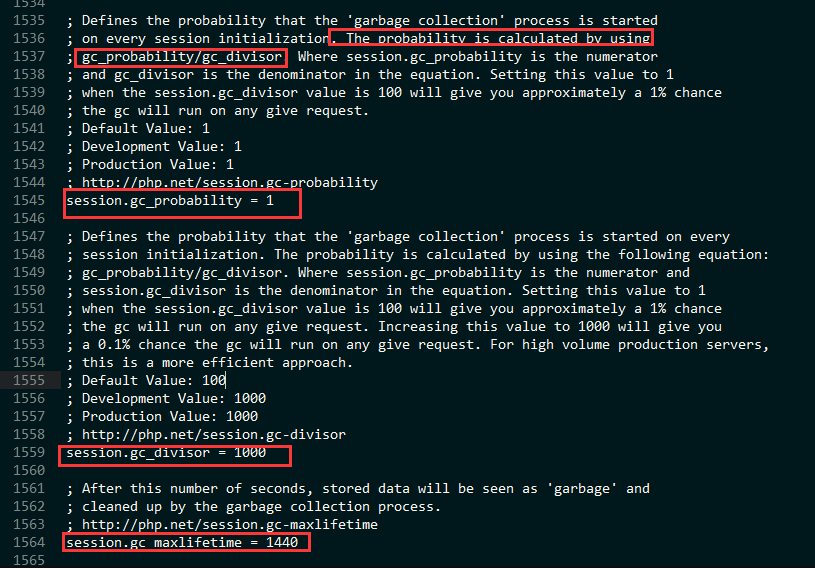 1534
1535 ; Defines the probability that the 'garbage collection' process is started
1536 ; on every session initialization. The probability is calculated by using
1537 ; gc_probability/gc_divisor. Where session.gc_probability is the numerator
1538 ; and gc_divisor is the denominator in the equation. Setting this value to 1
1539 ; when the session.gc_divisor value is 100 will give you approximately a 1% chance
1540 ; the gc will run on any give request.
1541 ; Default Value: 1
1542 ; Development Value: 1
1543 ; Production Value: 1
1544 ; http://php.net/session.gc-probability
1545 session.gc_probability = 1
1546
1547 ; Defines the probability that the 'garbage collection' process is started on every
1548 ; session initialization. The probability is calculated by using the following equation:
1549 ; gc_probability/gc_divisor. Where session.gc_probability is the numerator and
1550 ; session.gc_divisor is the denominator in the equation. Setting this value to 1
1551 ; when the session.gc_divisor value is 100 will give you approximately a 1% chance
1552 ; the gc will run on any give request. Increasing this value to 1000 will give you
1553 ; a 0.1% chance the gc will run on any give request. For high volume production servers,
1554 ; this is a more efficient approach.
1555 ; Default Value: 100
1556 ; Development Value: 1000
1557 ; Production Value: 1000
1558 ; http://php.net/session.gc-divisor
1559 session.gc_divisor = 1000
1560
1561 ; After this number of seconds, stored data will be seen as 'garbage' and
1562 ; cleaned up by the garbage collection process.
1563 ; http://php.net/session.gc-maxlifetime
1564 session.gc_maxlifetime = 1440
1565